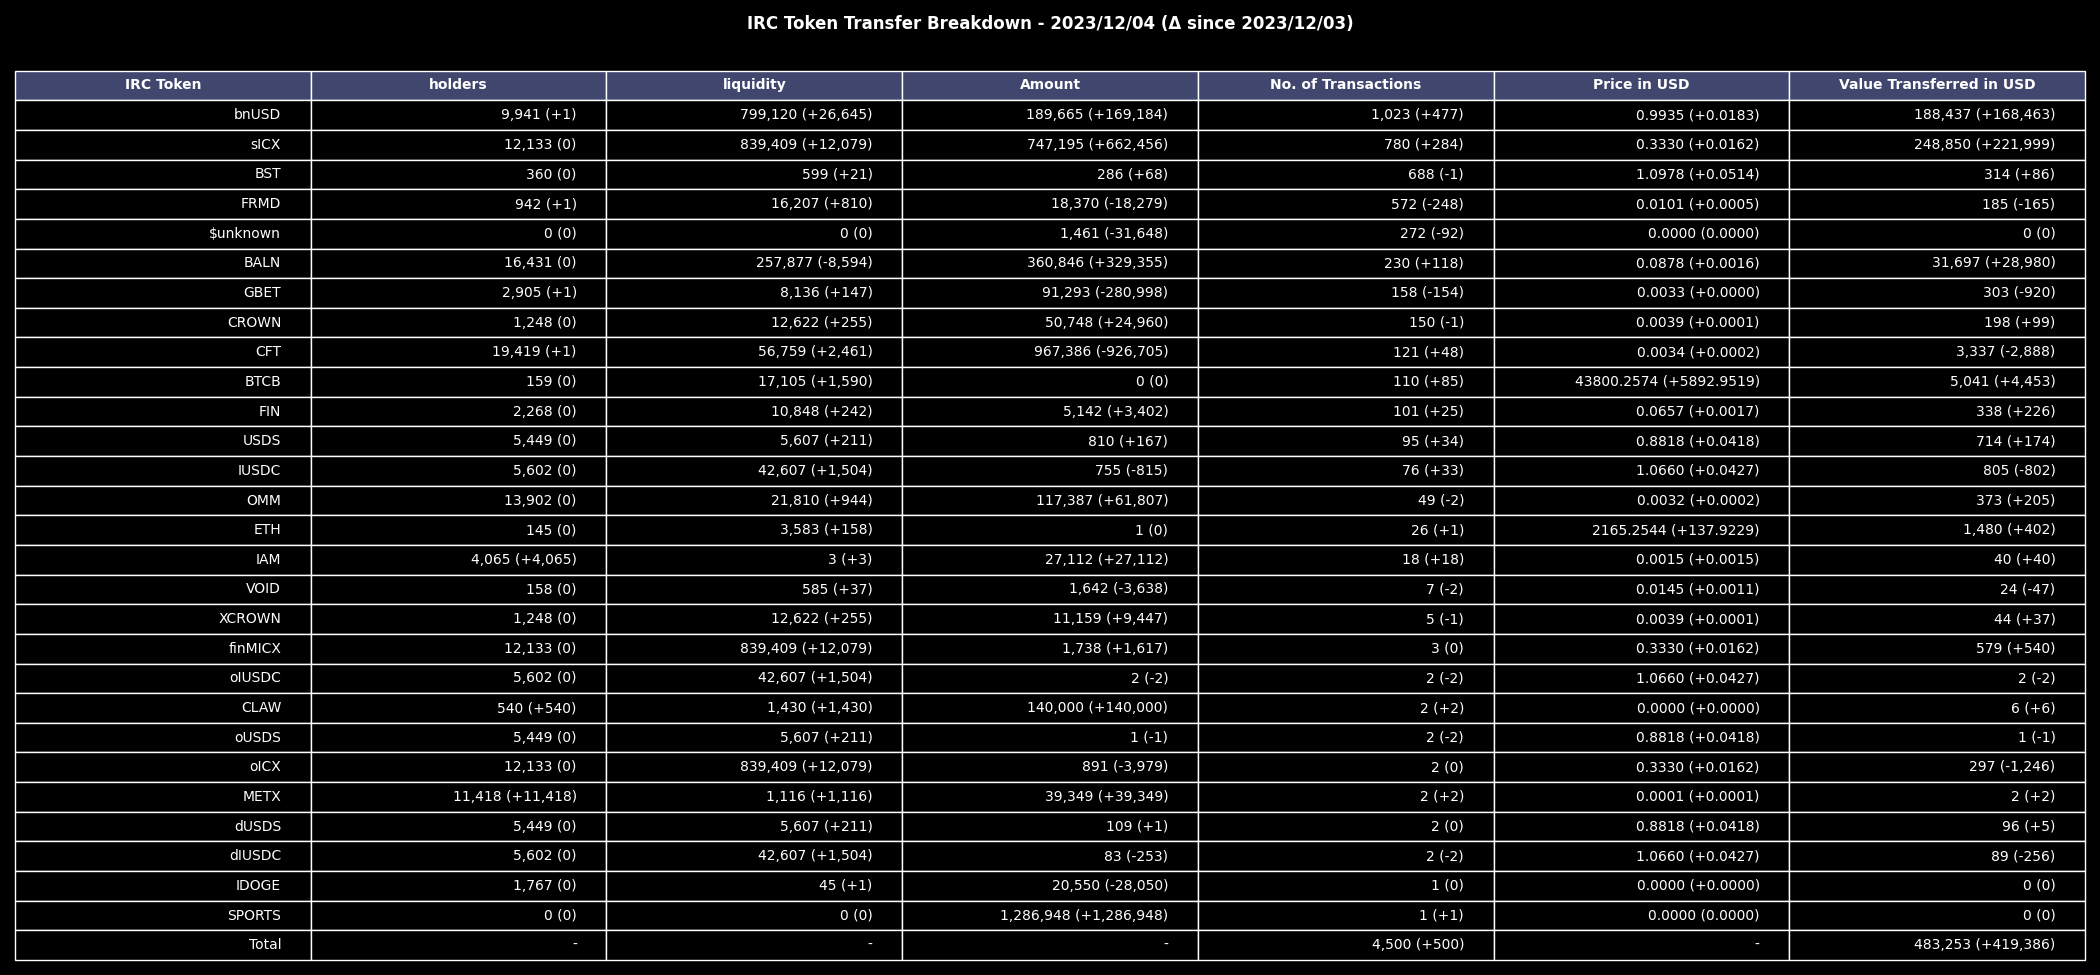 IRC Token Transfer Breakdown - 2023/12/04 (Δ since 2023/12/03)
IRC Token holders liquidity Amount No. of Transactions Price in USD Value Transferred in USD
bnUSD 9,941 (+1) 799,120 (+26,645) 189,665 (+169,184) 1,023 (+477) 0.9935 (+0.0183) 188,437 (+168,463)
sICX 12,133 (0) 839,409 (+12,079) 747,195 (+662,456) 780 (+284) 0.3330 (+0.0162) 248,850 (+221,999)
BST 360 (0) 599 (+21) 286 (+68) 688 (-1) 1.0978 (+0.0514) 314 (+86)
FRMD 942 (+1) 16,207 (+810) 18,370 (-18,279) 572 (-248) 0.0101 (+0.0005) 185 (-165)
$unknown 0 (0) 0 (0) 1,461 (-31,648) 272 (-92) 0.0000 (0.0000) 0 (0)
BALN 16,431 (0) 257,877 (-8,594) 360,846 (+329,355) 230 (+118) 0.0878 (+0.0016) 31,697 (+28,980)
GBET 2,905 (+1) 8,136 (+147) 91,293 (-280,998) 158 (-154) 0.0033 (+0.0000) 303 (-920)
CROWN 1,248 (0) 12,622 (+255) 50,748 (+24,960) 150 (-1) 0.0039 (+0.0001) 198 (+99)
CFT 19,419 (+1) 56,759 (+2,461) 967,386 (-926,705) 121 (+48) 0.0034 (+0.0002) 3,337 (-2,888)
BTCB 159 (0) 17,105 (+1,590) 0 (0) 110 (+85) 43800.2574 (+5892.9519) 5,041 (+4,453)
FIN 2,268 (0) 10,848 (+242) 5,142 (+3,402) 101 (+25) 0.0657 (+0.0017) 338 (+226)
USDS 5,449 (0) 5,607 (+211) 810 (+167) 95 (+34) 0.8818 (+0.0418) 714 (+174)
IUSDC 5,602 (0) 42,607 (+1,504) 755 (-815) 76 (+33) 1.0660 (+0.0427) 805 (-802)
OMM 13,902 (0) 21,810 (+944) 117,387 (+61,807) 49 (-2) 0.0032 (+0.0002) 373 (+205)
ETH 145 (0) 3,583 (+158) 1 (0) 26 (+1) 2165.2544 (+137.9229) 1,480 (+402)
IAM 4,065 (+4,065) 3 (+3) 27,112 (+27,112) 18 (+18) 0.0015 (+0.0015) 40 (+40)
VOID 158 (0) 585 (+37) 1,642 (-3,638) 7 (-2) 0.0145 (+0.0011) 24 (-47)
XCROWN 1,248 (0) 12,622 (+255) 11,159 (+9,447) 5 (-1) 0.0039 (+0.0001) 44 (+37)
finMICX 12,133 (0) 839,409 (+12,079) 1,738 (+1,617) 3 (0) 0.3330 (+0.0162) 579 (+540)
oIUSDC 5,602 (0) 42,607 (+1,504) 2 (-2) 2 (-2) 1.0660 (+0.0427) 2 (-2)
CLAW 540 (+540) 1,430 (+1,430) 140,000 (+140,000) 2 (+2) 0.0000 (+0.0000) 6 (+6)
oUSDS 5,449 (0) 5,607 (+211) 1 (-1) 2 (-2) 0.8818 (+0.0418) 1 (-1)
oICX 12,133 (0) 839,409 (+12,079) 891 (-3,979) 2 (0) 0.3330 (+0.0162) 297 (-1,246)
METX 11,418 (+11,418) 1,116 (+1,116) 39,349 (+39,349) 2 (+2) 0.0001 (+0.0001) 2 (+2)
dUSDS 5,449 (0) 5,607 (+211) 109 (+1) 2 (0) 0.8818 (+0.0418) 96 (+5)
dIUSDC 5,602 (0) 42,607 (+1,504) 83 (-253) 2 (-2) 1.0660 (+0.0427) 89 (-256)
IDOGE 1,767 (0) 45 (+1) 20,550 (-28,050) 1 (0) 0.0000 (+0.0000) 0 (0)
SPORTS 0 (0) 0 (0) 1,286,948 (+1,286,948) 1 (+1) 0.0000 (0.0000) 0 (0)
Total - - - 4,500 (+500) - 483,253 (+419,386)